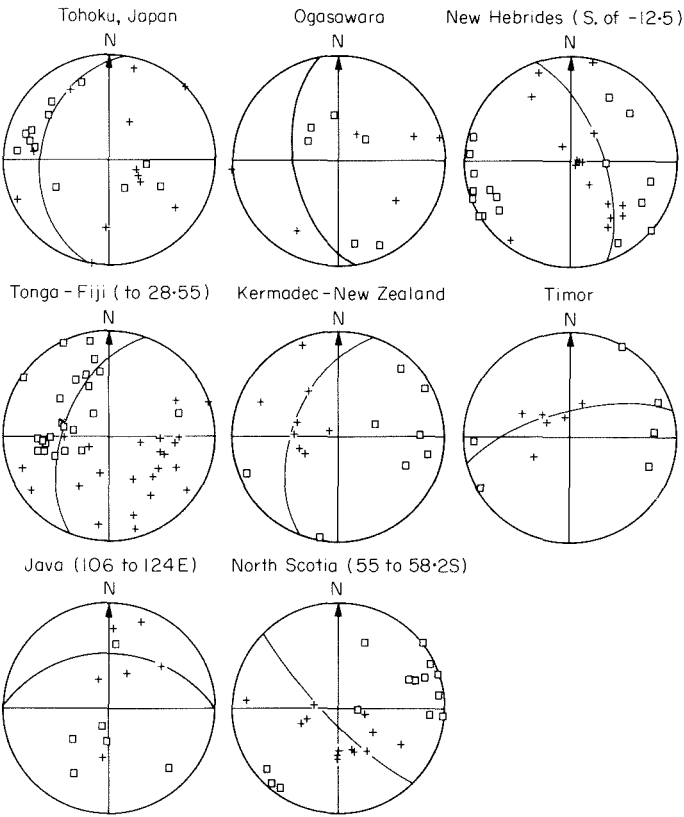 Tohoku, Japan
Ogasawara
New Hebrides (S. of -12·5)
N
N
N
Tonga-Fiji (to 28·55)
Kermadec-New Zealand
Timor
N
N
N
Java (106 to 124E)
North Scotia (55 to 58·2S)
N
N